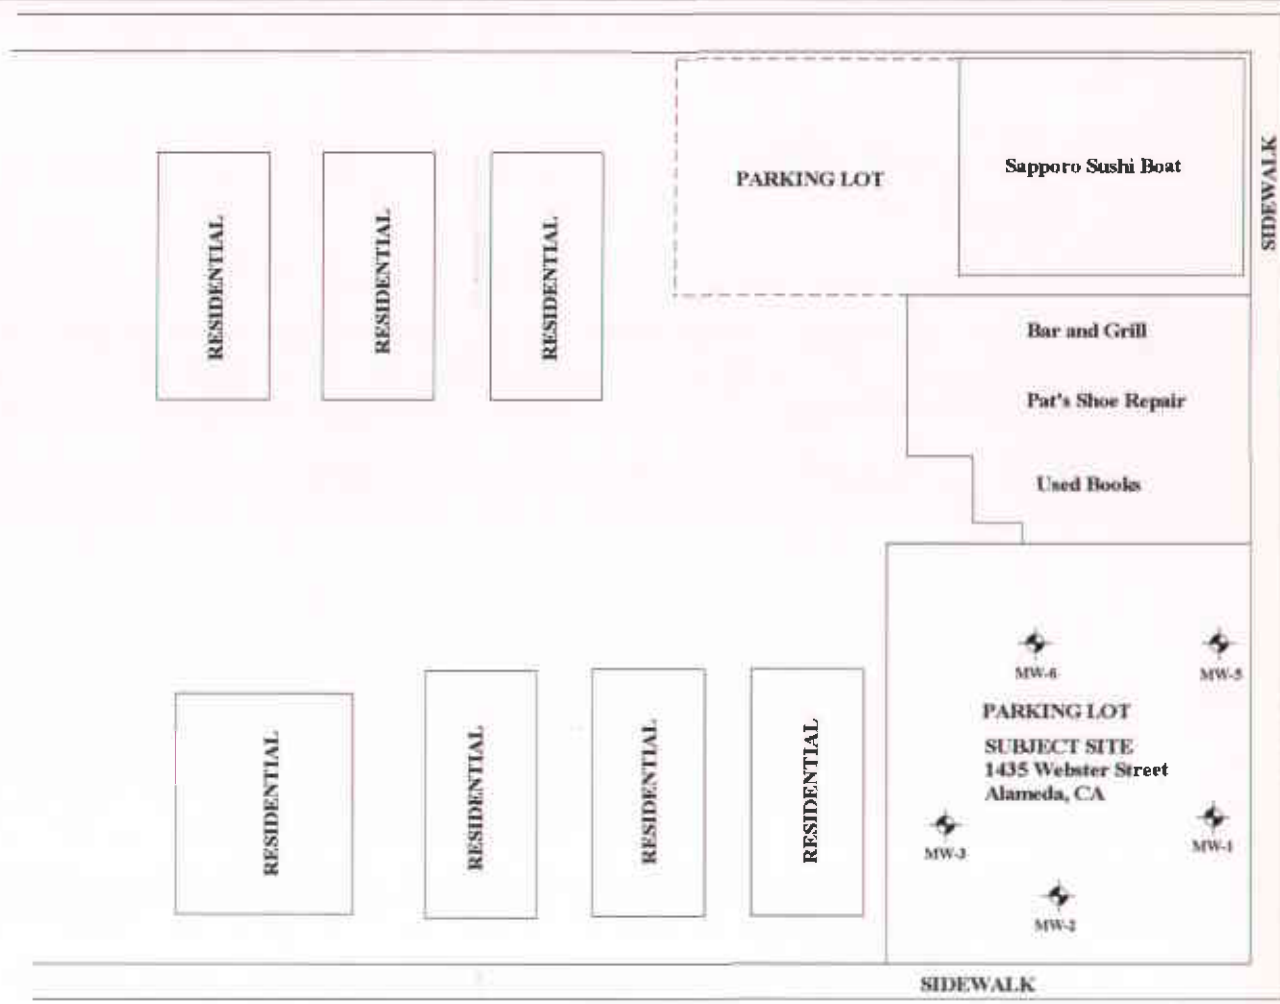 SIDEWALK
Sapporo Sushi Boat
PARKING LOT
RESIDENTIAL
RESIDENTIAL
RESIDENTIAL
Bar and Grill
Pat's Shoe Repair
Used Books
MW-6
MW-5
PARKING LOT
SUBJECT SITE
1435 Webster Street
Alameda, CA
RESIDENTIAL
RESIDENTIAL
RESIDENTIAL
RESIDENTIAL
MW-3
MW-1
MW-2
SIDEWALK